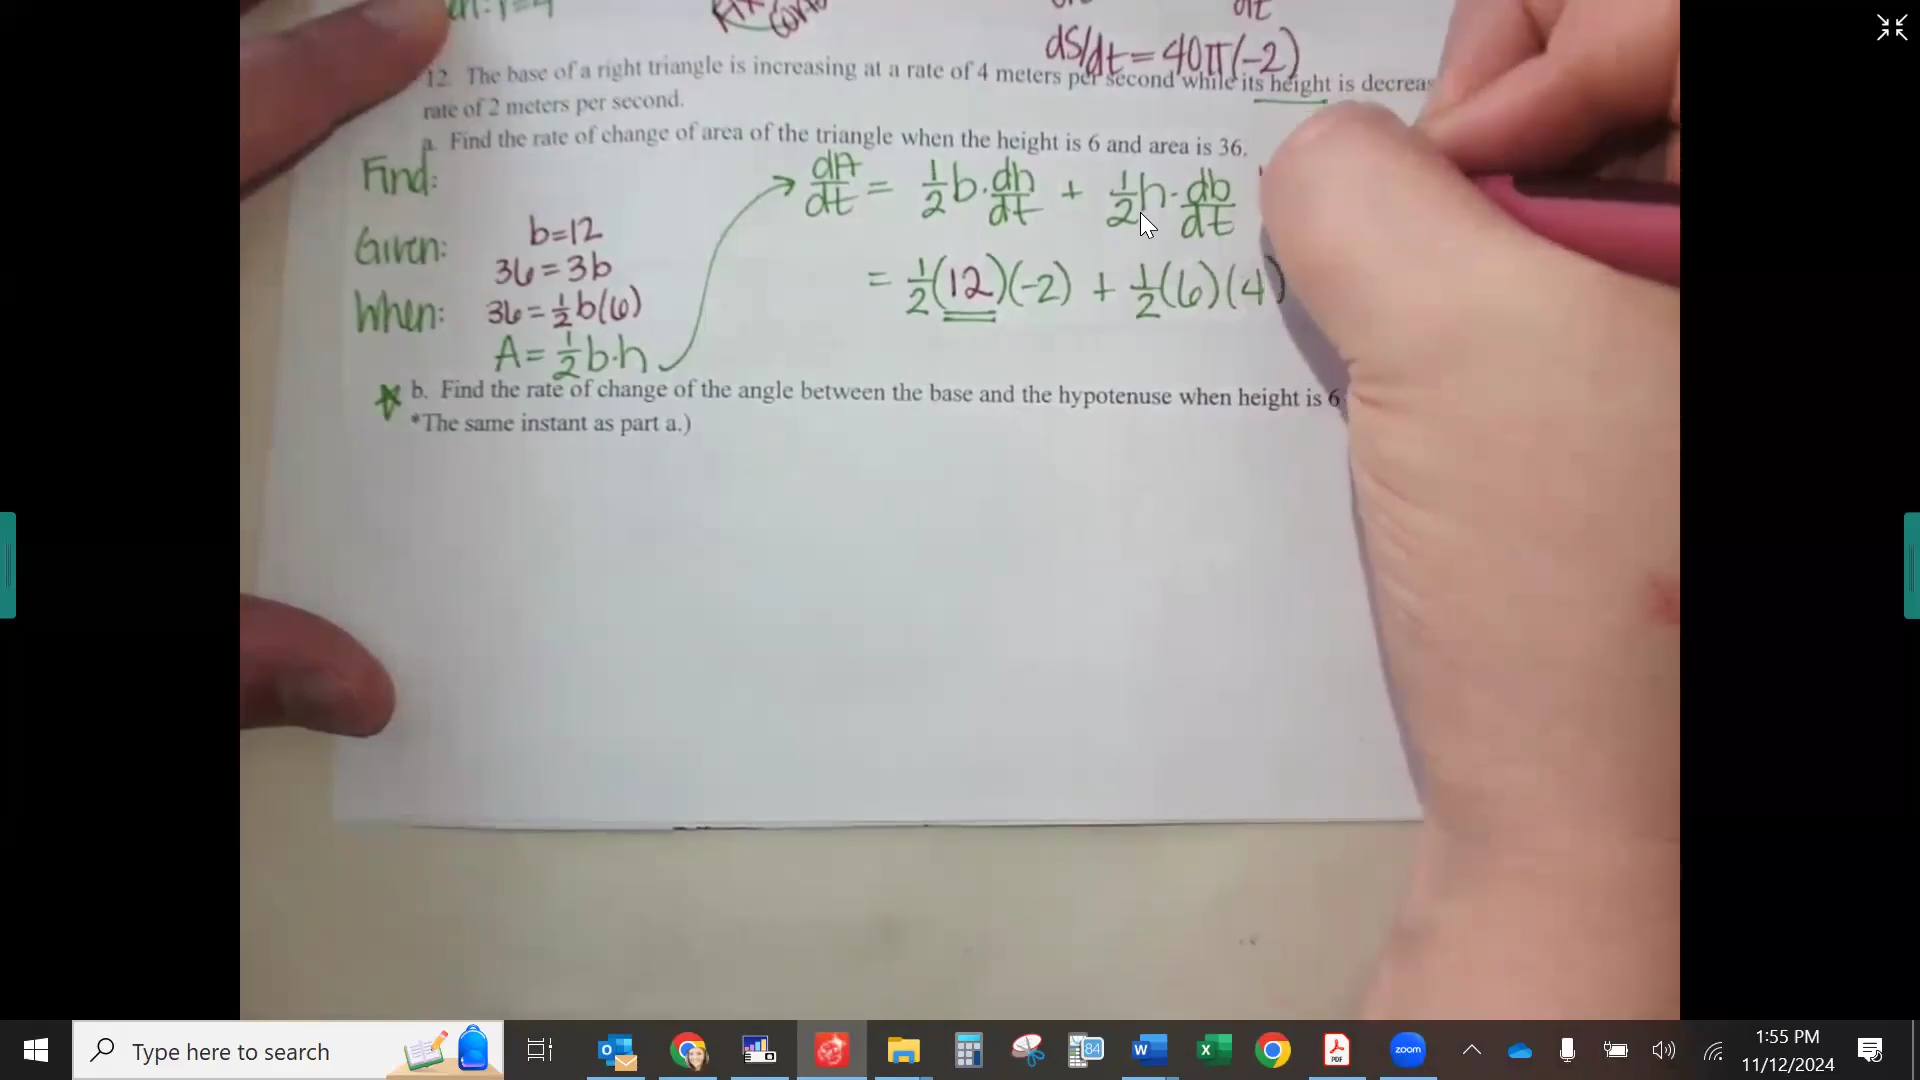 r=4
dt
ds/dt = 40π(-2)
12. The base of a right triangle is increasing at a rate of 4 meters per second while its height is decreas
rate of 2 meters per second.
a. Find the rate of change of area of the triangle when the height is 6 and area is 36.
Find:
dA/dt = 1/2 b · dh/dt + 1/2 h · db/dt
Given:
b=12
36=3b
= 1/2 (12)(-2) + 1/2 (6)(4)
When:
36 = 1/2 b(6)
A = 1/2 b·h
b. Find the rate of change of the angle between the base and the hypotenuse when height is 6
*The same instant as part a.)
Type here to search
84
W
X
PDF
zoom
1:55 PM
11/12/2024